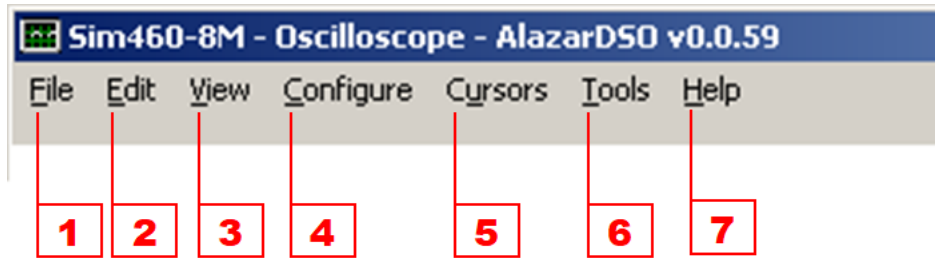 Sim460-8M - Oscilloscope - AlazarDSO v0.0.59
File Edit View Configure Cursors Tools Help
1 2 3 4 5 6 7